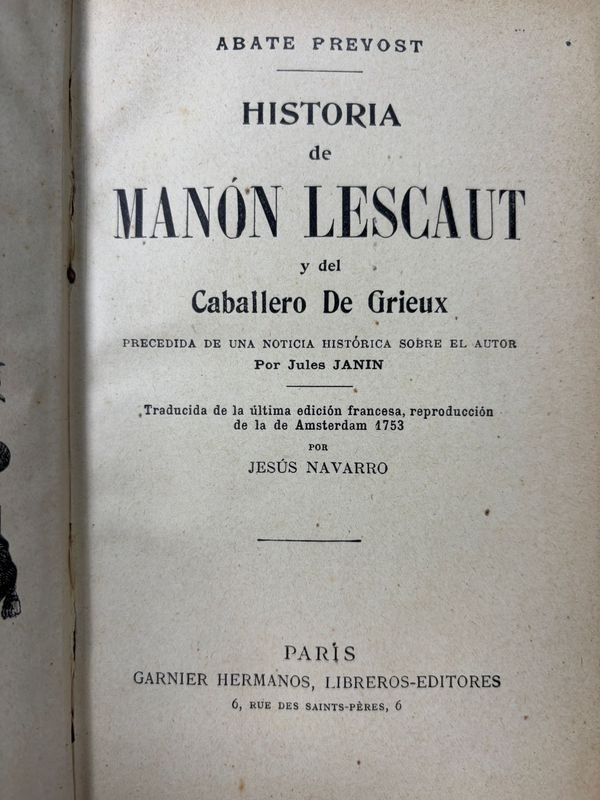 ABATE PREVOST
HISTORIA
de
MANÓN LESCAUT
y del
Caballero De Grieux
PRECEDIDA DE UNA NOTICIA HISTÓRICA SOBRE EL AUTOR
Por Jules JANIN
Traducida de la última edición francesa, reproducción
de la de Amsterdam 1753
POR
JESÚS NAVARRO
PARÍS
GARNIER HERMANOS, LIBREROS-EDITORES
6, RUE DES SAINTS-PÈRES, 6